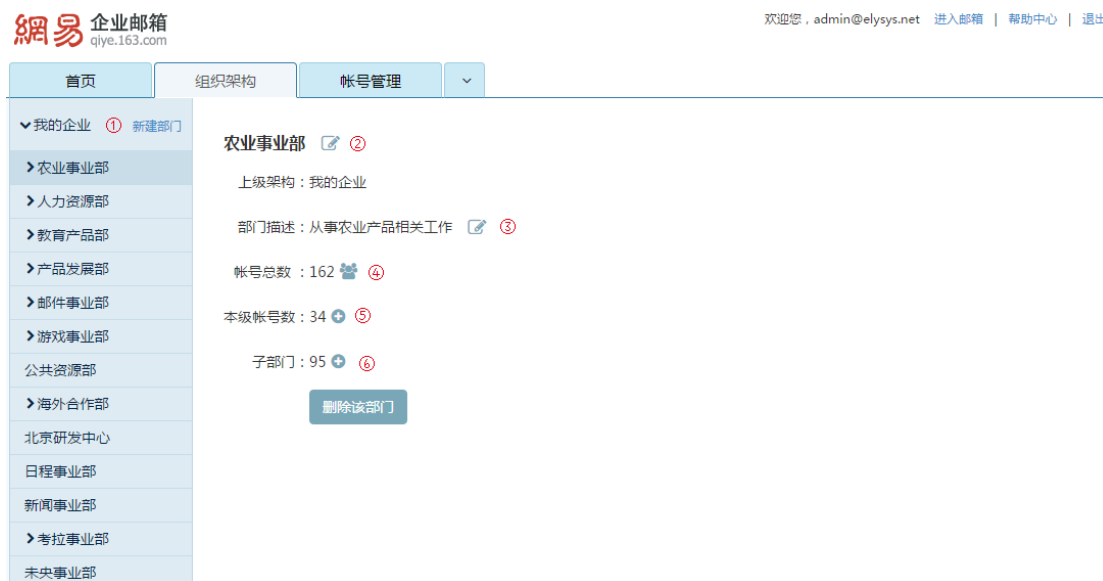 網易 企业邮箱
qiye.163.com
欢迎您，admin@elysys.net 进入邮箱 | 帮助中心 | 退出
首页 组织架构 帐号管理
我的企业 ① 新建部门
农业事业部
人力资源部
教育产品部
产品发展部
邮件事业部
游戏事业部
公共资源部
海外合作部
北京研发中心
日程事业部
新闻事业部
考拉事业部
未央事业部
农业事业部 ②
上级架构：我的企业
部门描述：从事农业产品相关工作 ③
帐号总数 ：162 ④
本级帐号数：34 ⑤
子部门：95 ⑥
删除该部门